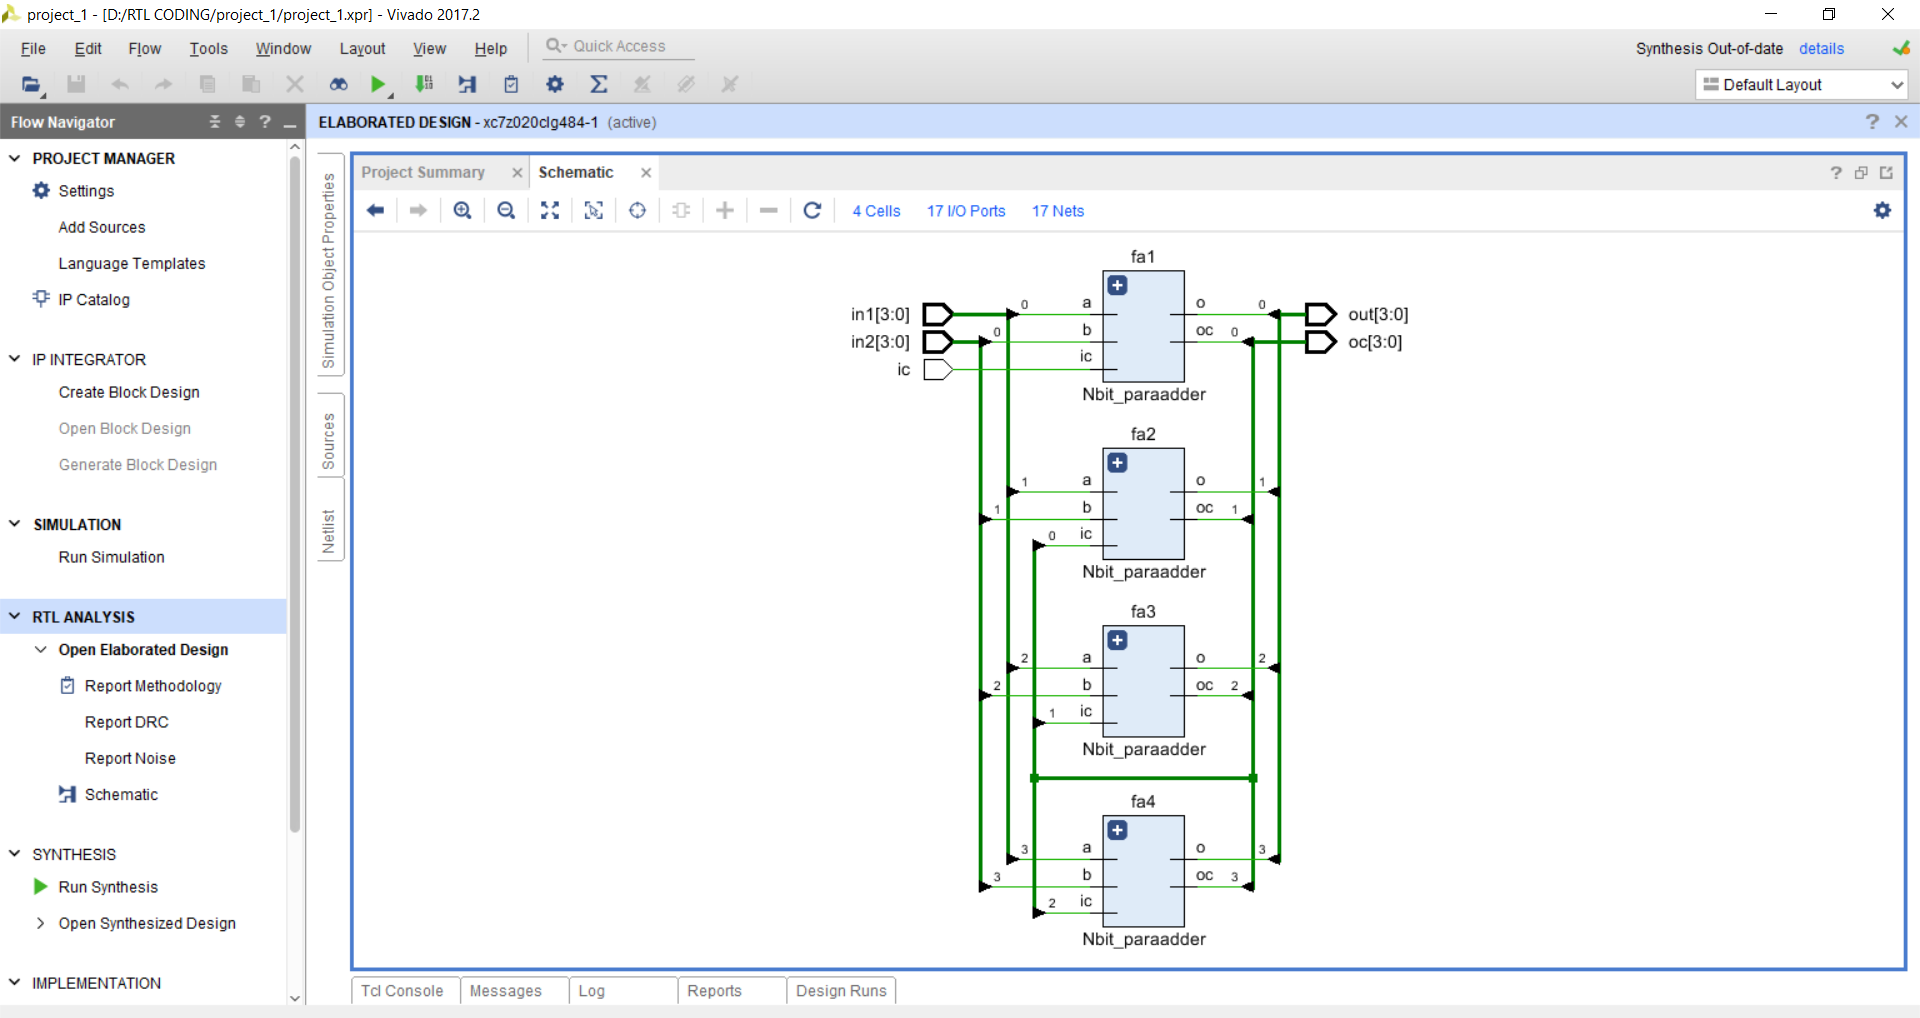 project_1 - [D:/RTL CODING/project_1/project_1.xpr] - Vivado 2017.2
File Edit Flow Tools Window Layout View Help Quick Access
Synthesis Out-of-date details
Default Layout
Flow Navigator
ELABORATED DESIGN - xc7z020clg484-1 (active)
PROJECT MANAGER
Settings
Add Sources
Language Templates
IP Catalog
IP INTEGRATOR
Create Block Design
Open Block Design
Generate Block Design
SIMULATION
Run Simulation
RTL ANALYSIS
Open Elaborated Design
Report Methodology
Report DRC
Report Noise
Schematic
SYNTHESIS
Run Synthesis
Open Synthesized Design
IMPLEMENTATION
Simulation Object Properties
Sources
Netlist
Project Summary Schematic
4 Cells 17 I/O Ports 17 Nets
fa1
in1[3:0] 0 a o 0 out[3:0]
in2[3:0] 0 b oc 0 oc[3:0]
ic ic
Nbit_paraadder
fa2
1 a o 1
1 b oc 1
0 ic
Nbit_paraadder
fa3
2 a o 2
2 b oc 2
1 ic
Nbit_paraadder
fa4
3 a o 3
3 b oc 3
2 ic
Nbit_paraadder
Tcl Console Messages Log Reports Design Runs